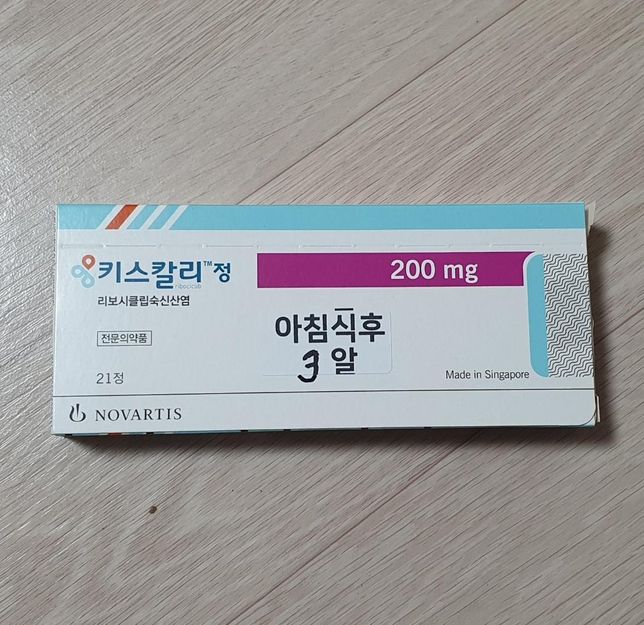 키스칼리™정
ribociclib
200 mg
리보시클립숙신산염
전문의약품
아침식후
3 알
21정
Made in Singapore
NOVARTIS